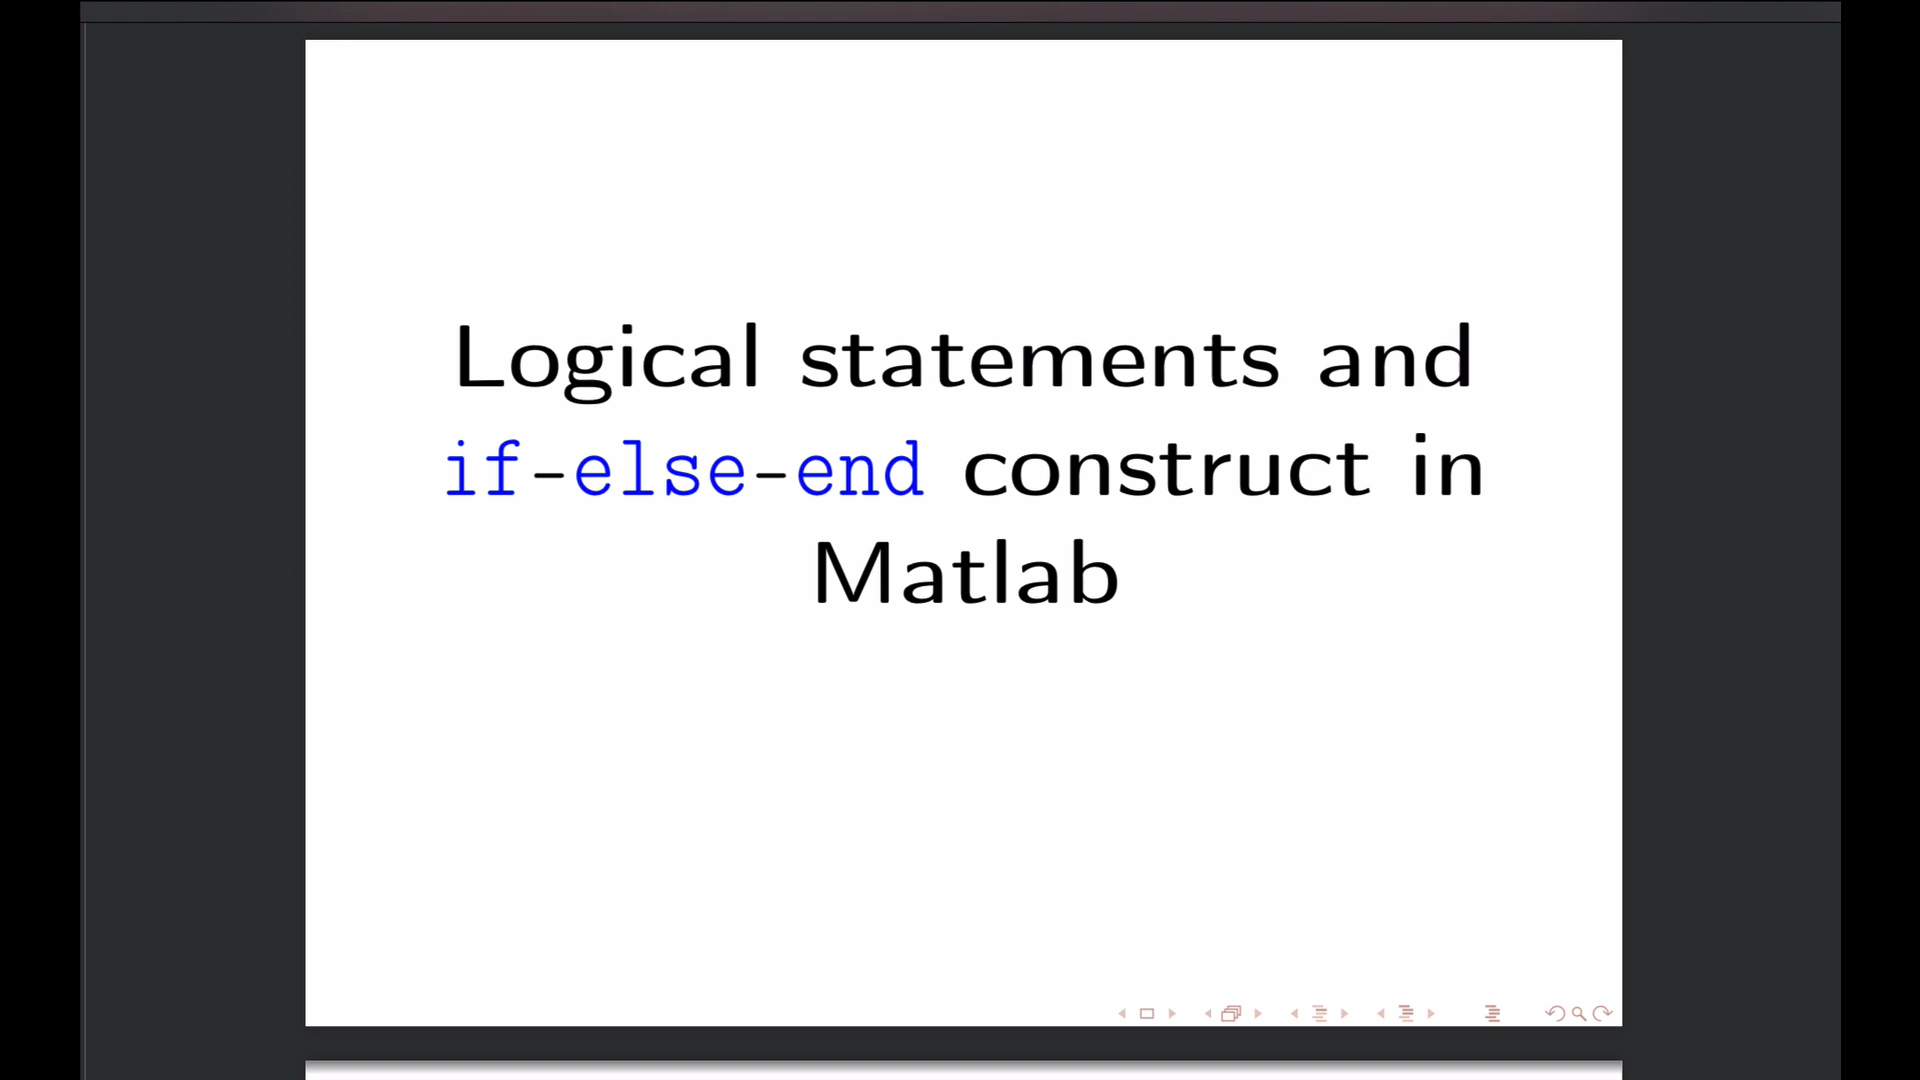 Logical statements and
if-else-end construct in
Matlab